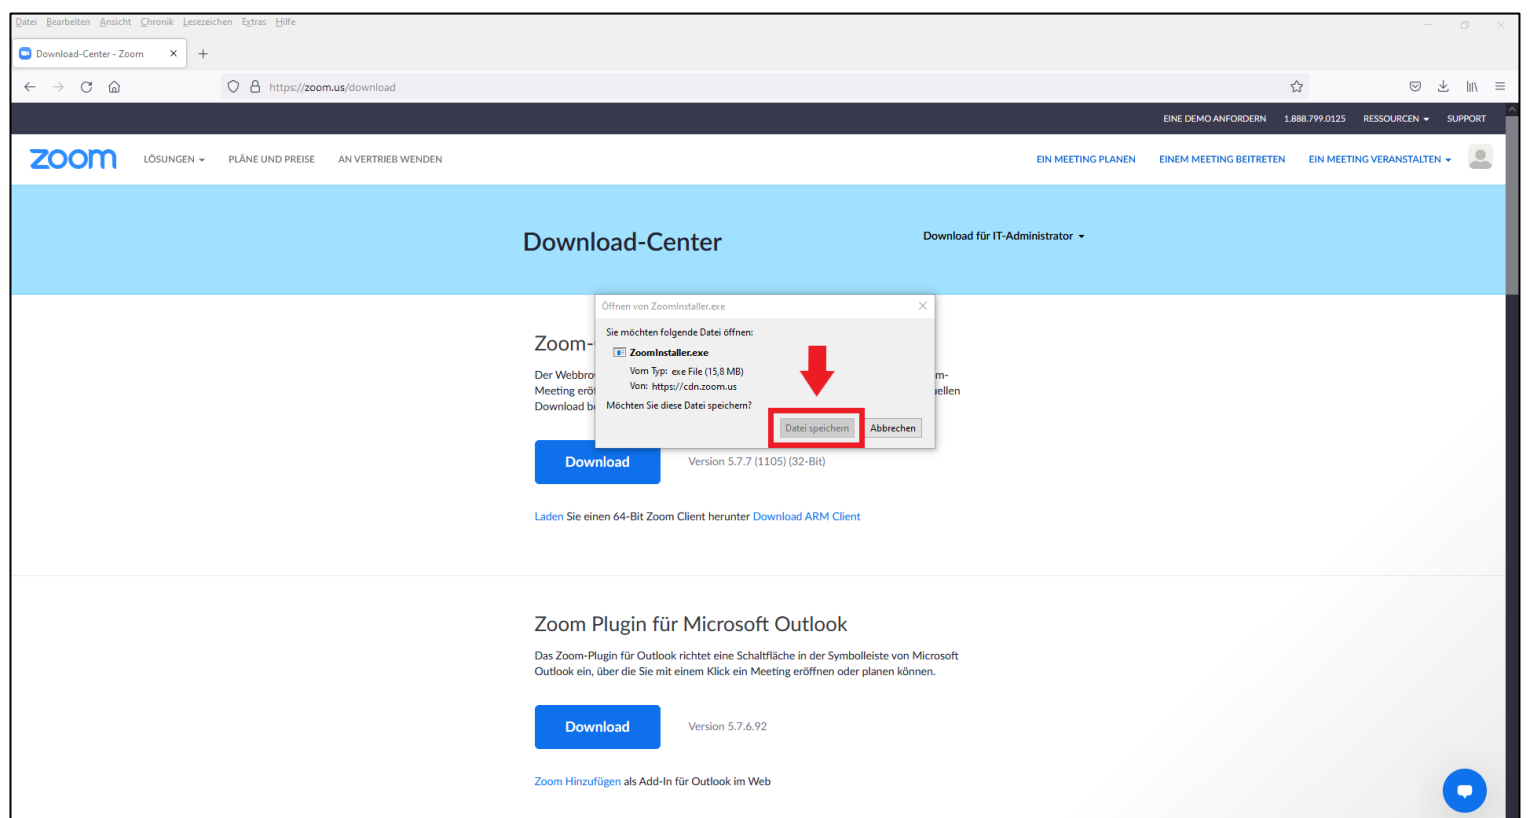 Datei Bearbeiten Ansicht Chronik Lesezeichen Extras Hilfe
Download-Center - Zoom
https://zoom.us/download
EINE DEMO ANFORDERN 1.888.799.0125 RESSOURCEN SUPPORT
zoom LÖSUNGEN PLÄNE UND PREISE AN VERTRIEB WENDEN EIN MEETING PLANEN EINEM MEETING BEITRETEN EIN MEETING VERANSTALTEN
Download-Center
Download für IT-Administrator
Öffnen von ZoomInstaller.exe
Sie möchten folgende Datei öffnen:
ZoomInstaller.exe
Vom Typ: exe File (15,8 MB)
Von: https://cdn.zoom.us
Möchten Sie diese Datei speichern?
Datei speichern Abbrechen
Zoom-
Der Webbro
Meeting eröf
Download be
m-
uellen
Download Version 5.7.7 (1105) (32-Bit)
Laden Sie einen 64-Bit Zoom Client herunter Download ARM Client
Zoom Plugin für Microsoft Outlook
Das Zoom-Plugin für Outlook richtet eine Schaltfläche in der Symbolleiste von Microsoft
Outlook ein, über die Sie mit einem Klick ein Meeting eröffnen oder planen können.
Download Version 5.7.6.92
Zoom Hinzufügen als Add-In für Outlook im Web